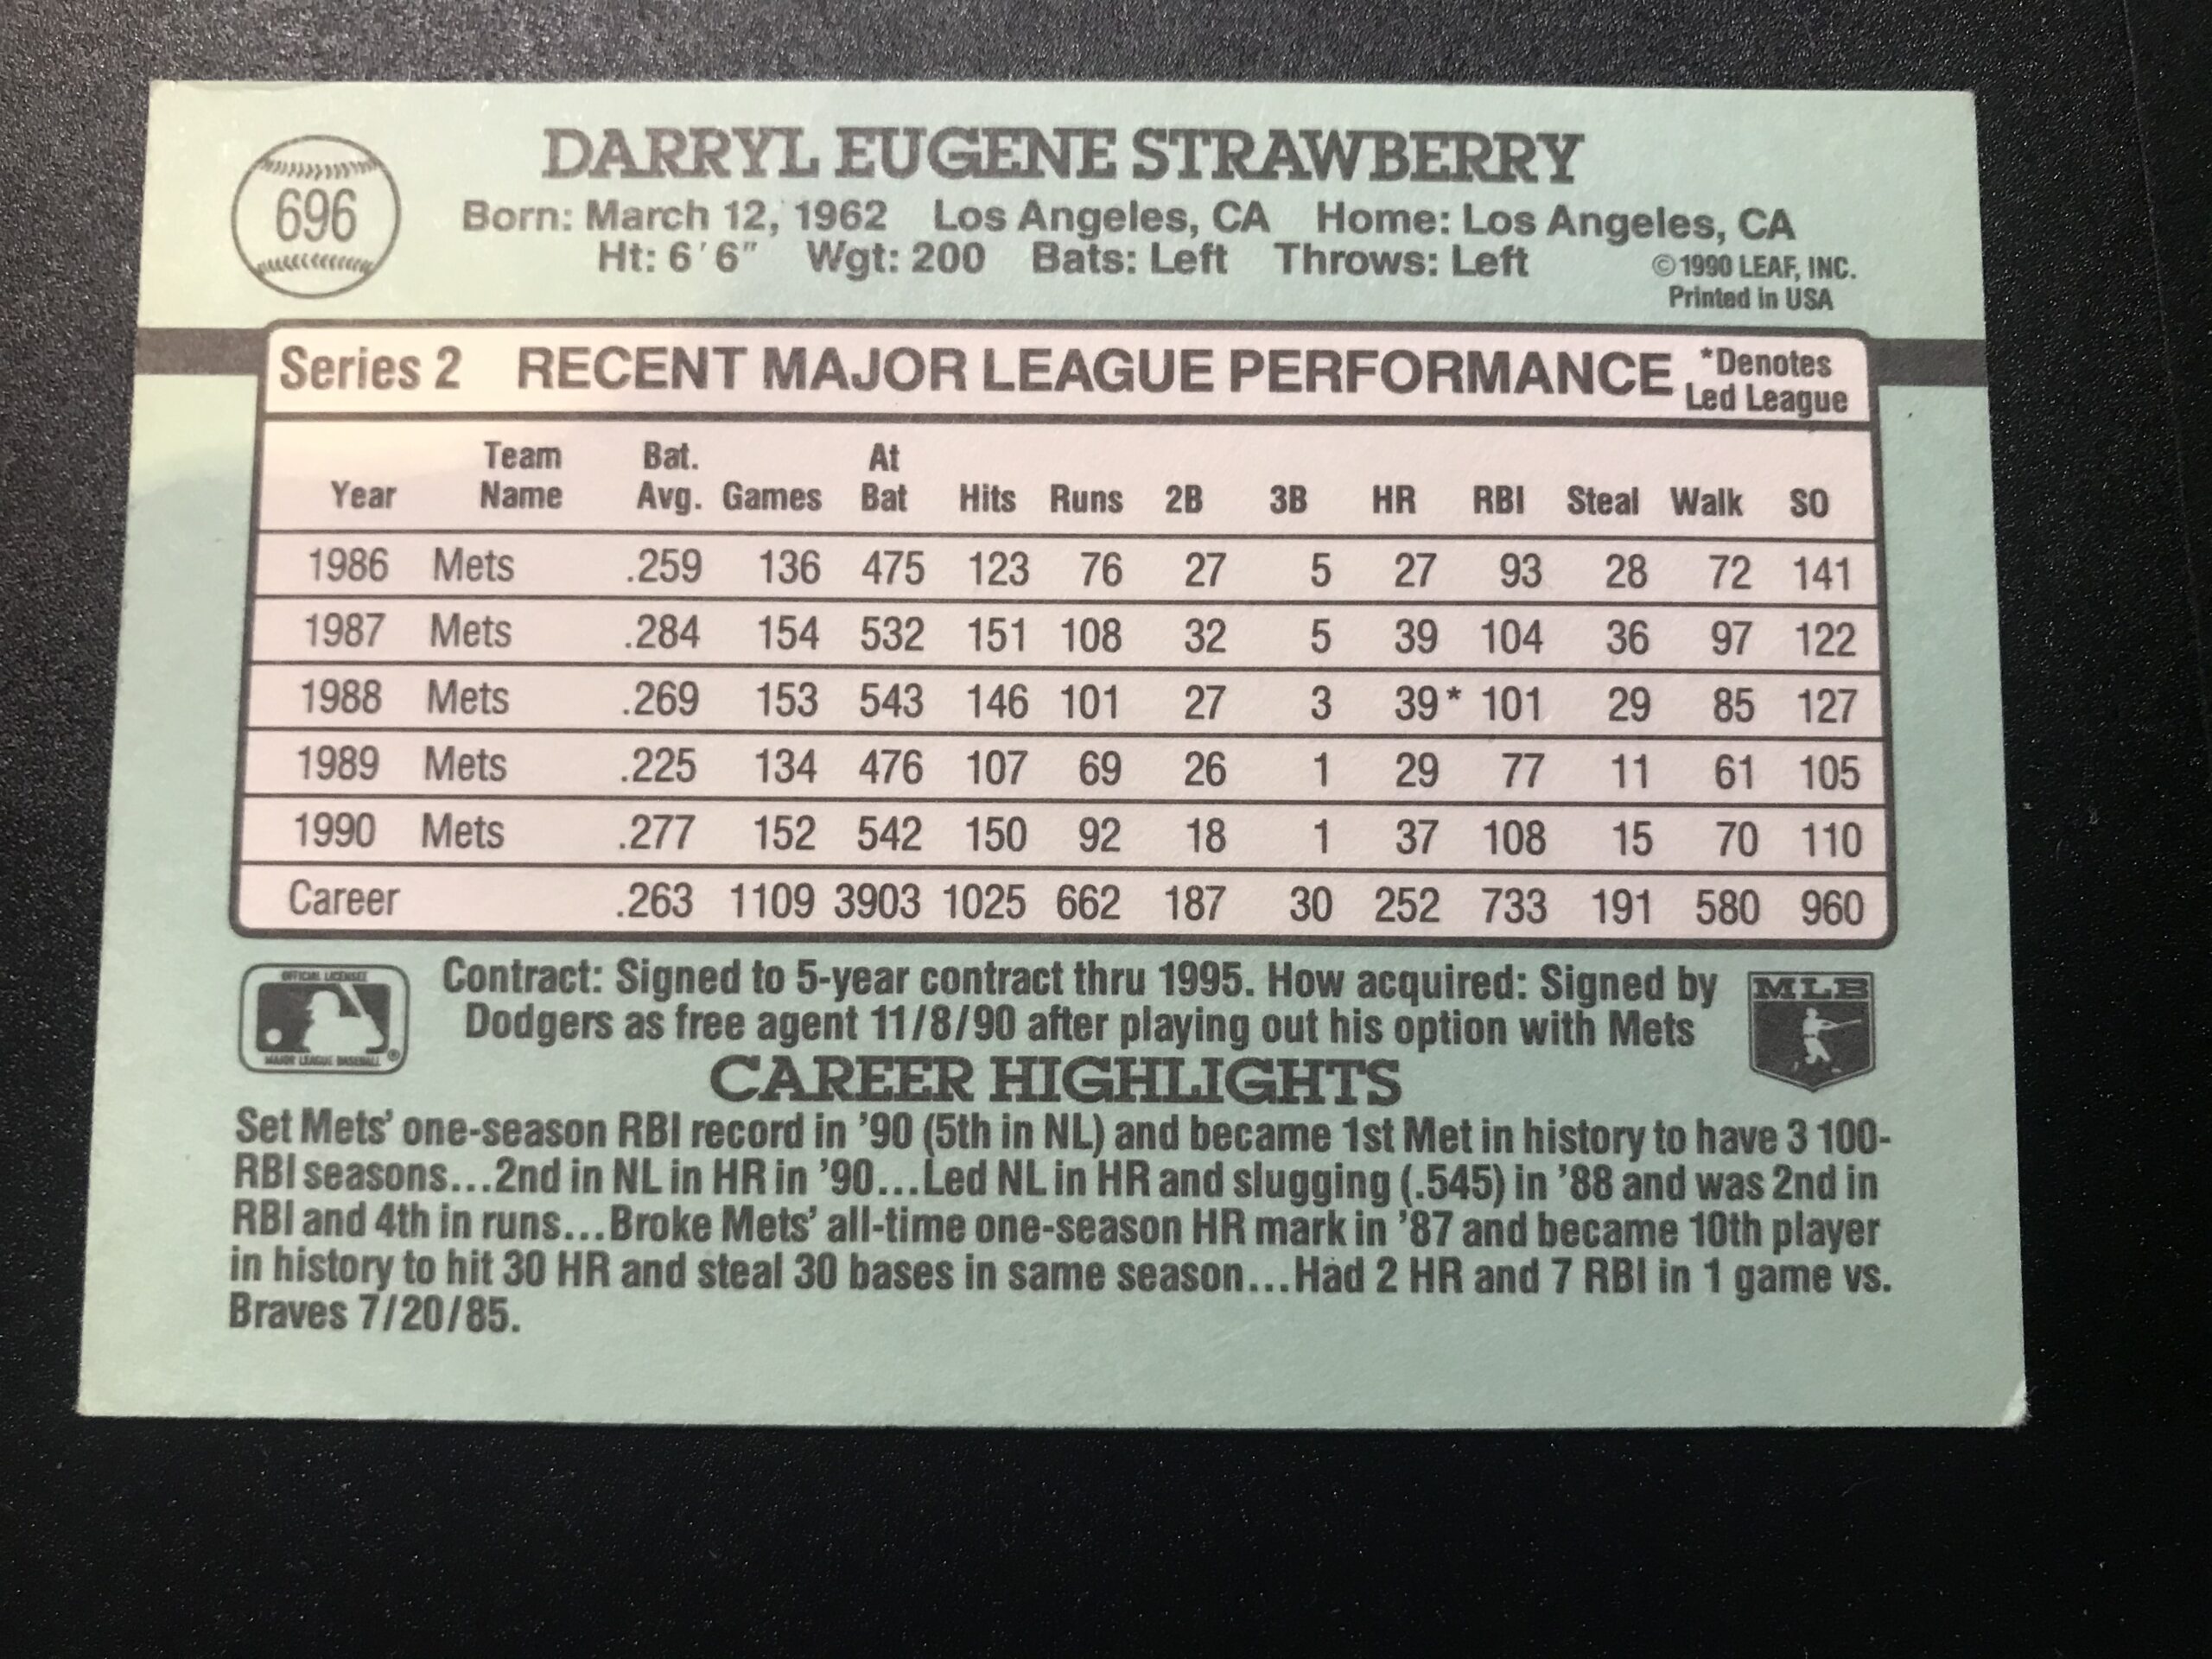 696
DARRYL EUGENE STRAWBERRY
Born: March 12, 1962 Los Angeles, CA Home: Los Angeles, CA
Ht: 6'6" Wgt: 200 Bats: Left Throws: Left
©1990 LEAF, INC.
Printed in USA
Series 2 RECENT MAJOR LEAGUE PERFORMANCE *Denotes Led League
Year Team Name Bat. Avg. Games At Bat Hits Runs 2B 3B HR RBI Steal Walk SO
1986 Mets .259 136 475 123 76 27 5 27 93 28 72 141
1987 Mets .284 154 532 151 108 32 5 39 104 36 97 122
1988 Mets .269 153 543 146 101 27 3 39* 101 29 85 127
1989 Mets .225 134 476 107 69 26 1 29 77 11 61 105
1990 Mets .277 152 542 150 92 18 1 37 108 15 70 110
Career .263 1109 3903 1025 662 187 30 252 733 191 580 960
OFFICIAL LICENSEE
MAJOR LEAGUE BASEBALL®
Contract: Signed to 5-year contract thru 1995. How acquired: Signed by
Dodgers as free agent 11/8/90 after playing out his option with Mets
MLB
CAREER HIGHLIGHTS
Set Mets' one-season RBI record in '90 (5th in NL) and became 1st Met in history to have 3 100-
RBI seasons...2nd in NL in HR in '90...Led NL in HR and slugging (.545) in '88 and was 2nd in
RBI and 4th in runs...Broke Mets' all-time one-season HR mark in '87 and became 10th player
in history to hit 30 HR and steal 30 bases in same season...Had 2 HR and 7 RBI in 1 game vs.
Braves 7/20/85.